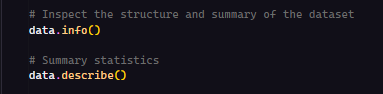 # Inspect the structure and summary of the dataset
data.info()
# Summary statistics
data.describe()